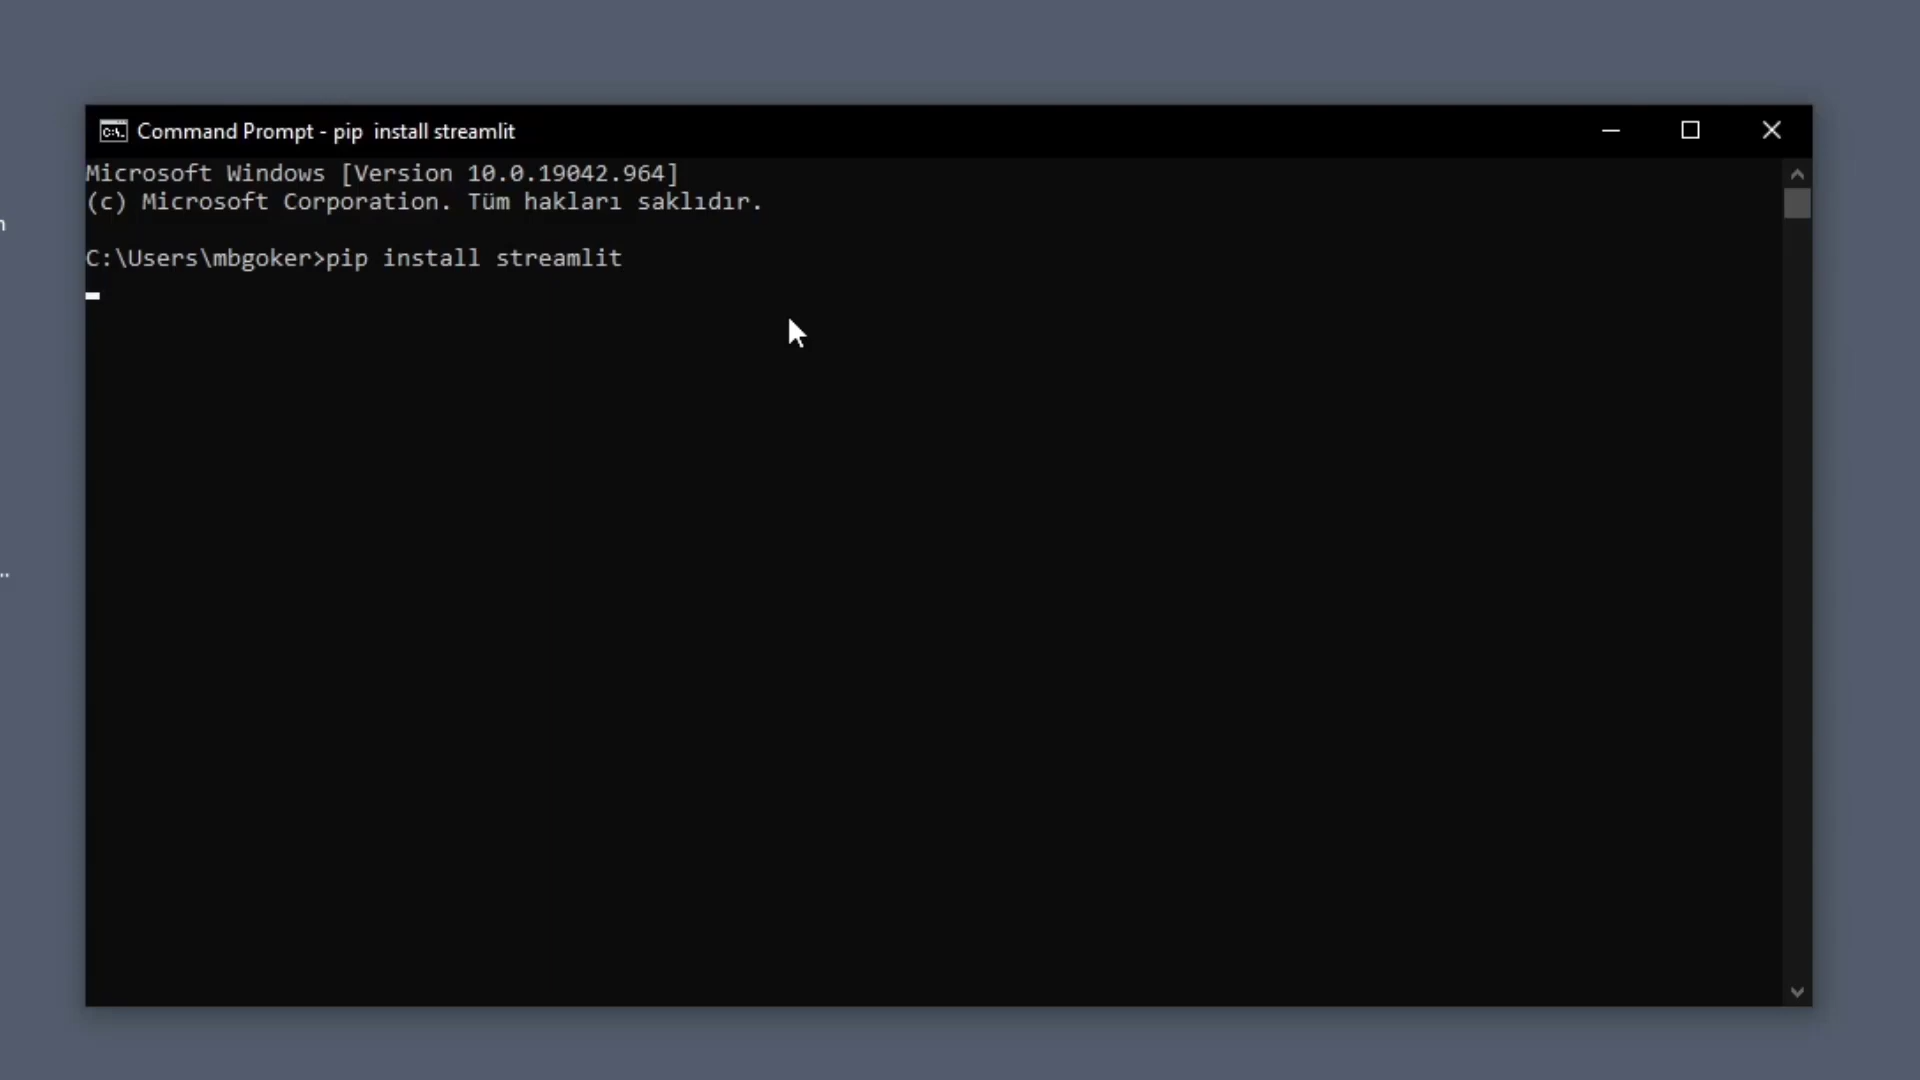 Command Prompt - pip  install streamlit
Microsoft Windows [Version 10.0.19042.964]
(c) Microsoft Corporation. Tüm hakları saklıdır.
C:\Users\mbgoker>pip install streamlit